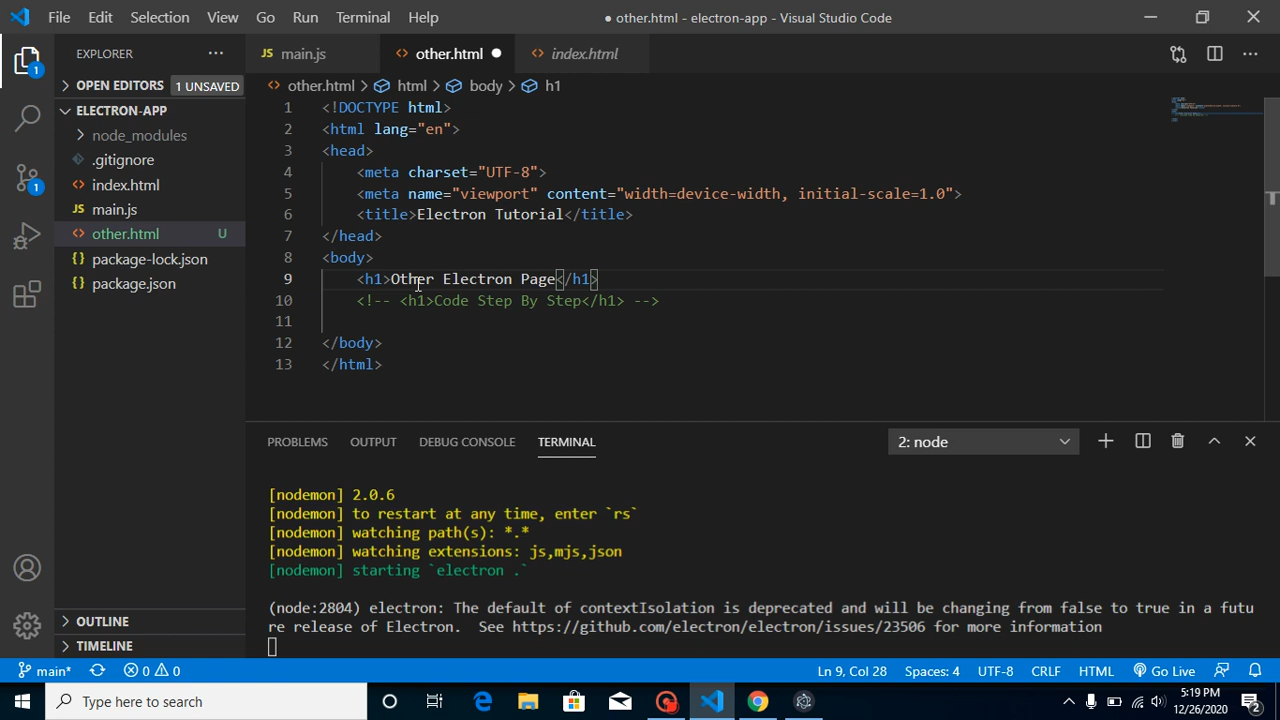 File Edit Selection View Go Run Terminal Help ● other.html - electron-app - Visual Studio Code
EXPLORER ··· JS main.js <> other.html ● <> index.html ···
1 OPEN EDITORS 1 UNSAVED
<> other.html > html > body > h1
ELECTRON-APP
node_modules
.gitignore
<> index.html
JS main.js
<> other.html U
{} package-lock.json
{} package.json
1
OUTLINE
TIMELINE
1 <!DOCTYPE html>
2 <html lang="en">
3 <head>
4 <meta charset="UTF-8">
5 <meta name="viewport" content="width=device-width, initial-scale=1.0">
6 <title>Electron Tutorial</title>
7 </head>
8 <body>
9 <h1>Other Electron Page</h1>
10 <!-- <h1>Code Step By Step</h1> -->
11
12 </body>
13 </html>
PROBLEMS OUTPUT DEBUG CONSOLE TERMINAL 2: node
[nodemon] 2.0.6
[nodemon] to restart at any time, enter `rs`
[nodemon] watching path(s): *.*
[nodemon] watching extensions: js,mjs,json
[nodemon] starting `electron .`
(node:2804) electron: The default of contextIsolation is deprecated and will be changing from false to true in a futu
re release of Electron. See https://github.com/electron/electron/issues/23506 for more information
main* 0 0 Ln 9, Col 28 Spaces: 4 UTF-8 CRLF HTML Go Live
Type here to search
5:19 PM
12/26/2020
2